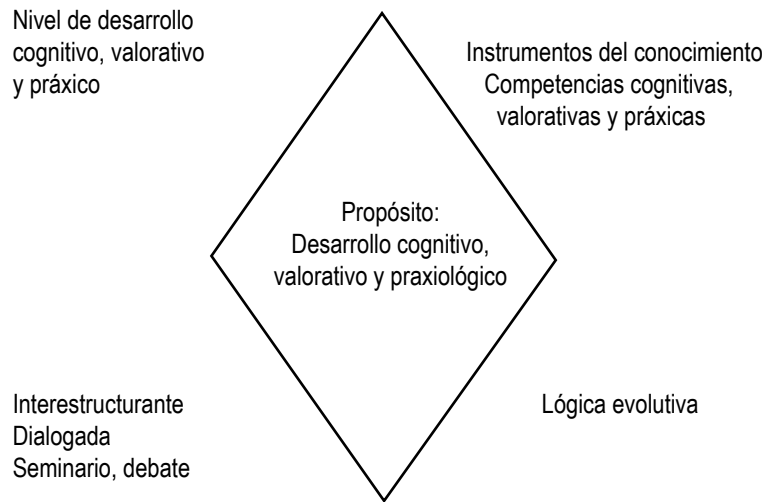 Nivel de desarrollo
cognitivo, valorativo
y práxico
Instrumentos del conocimiento
Competencias cognitivas,
valorativas y práxicas
Propósito:
Desarrollo cognitivo,
valorativo y praxiológico
Interestructurante
Dialogada
Seminario, debate
Lógica evolutiva